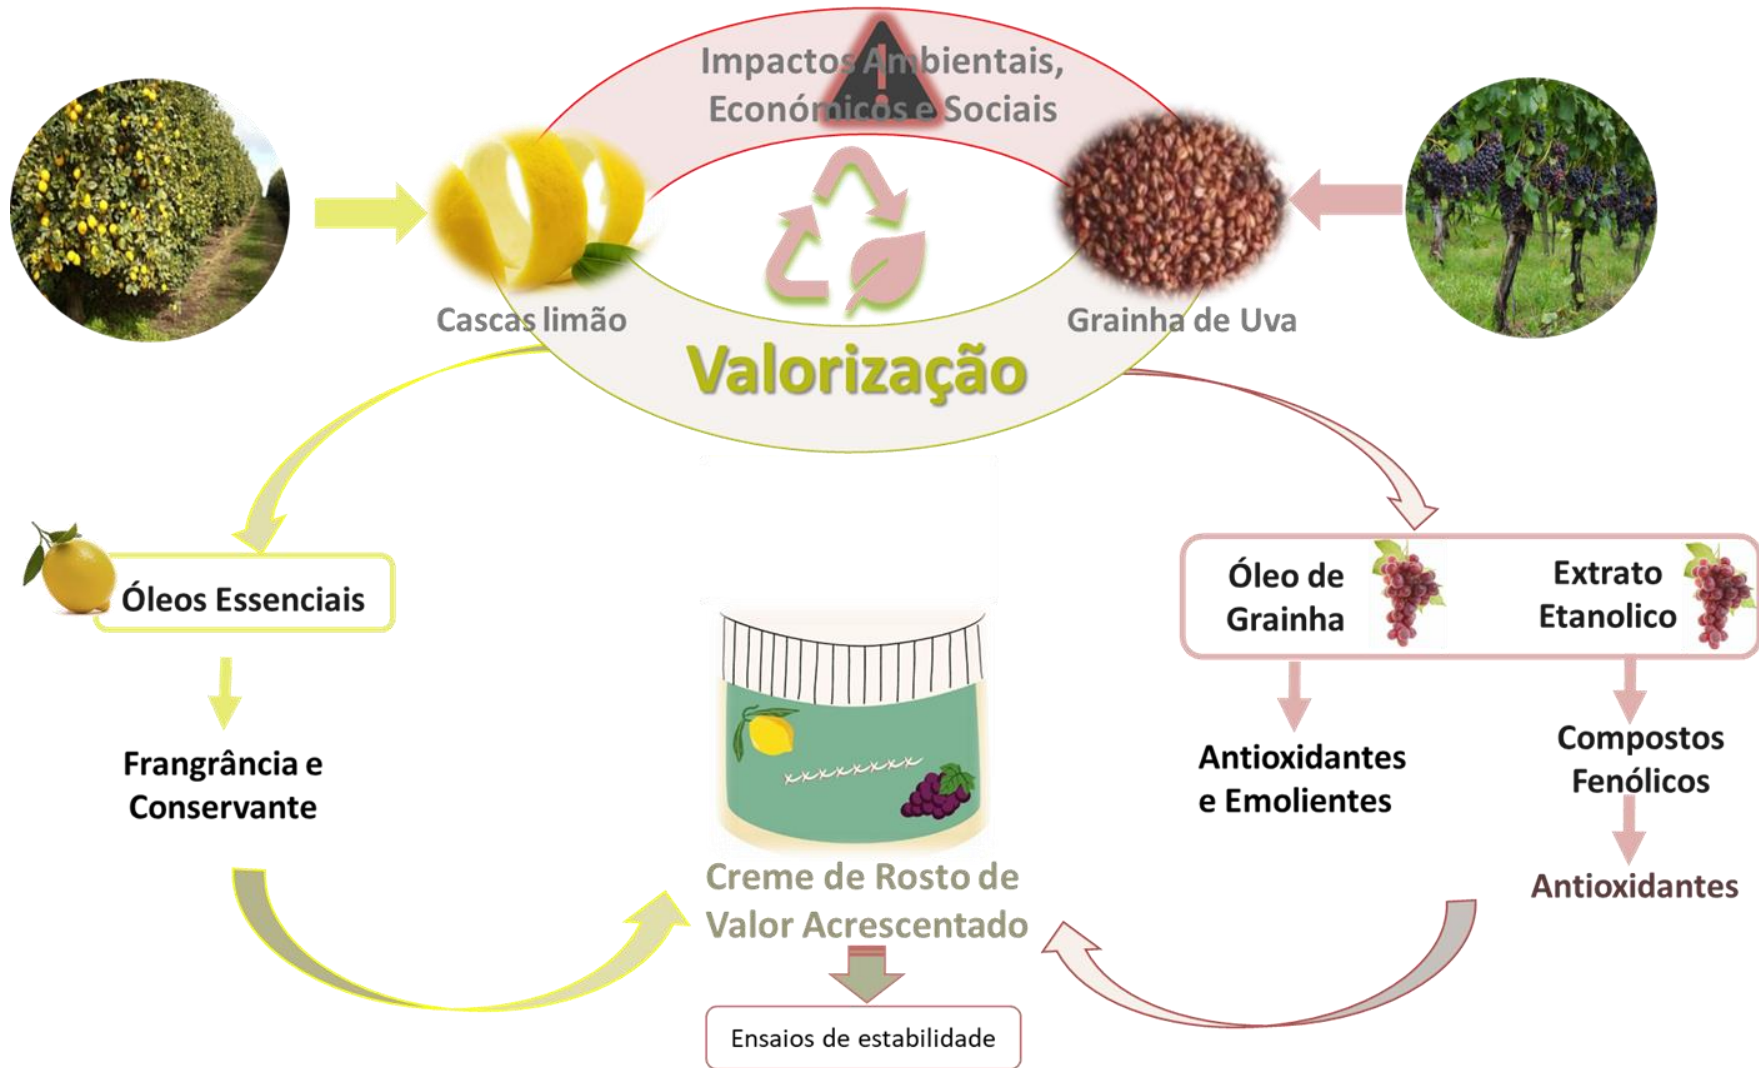 Impactos Ambientais,
Económicos e Sociais
Cascas limão
Grainha de Uva
Valorização
Óleos Essenciais
Óleo de
Grainha
Extrato
Etanolico
Frangrância e
Conservante
Antioxidantes
e Emolientes
Compostos
Fenólicos
Antioxidantes
Creme de Rosto de
Valor Acrescentado
Ensaios de estabilidade